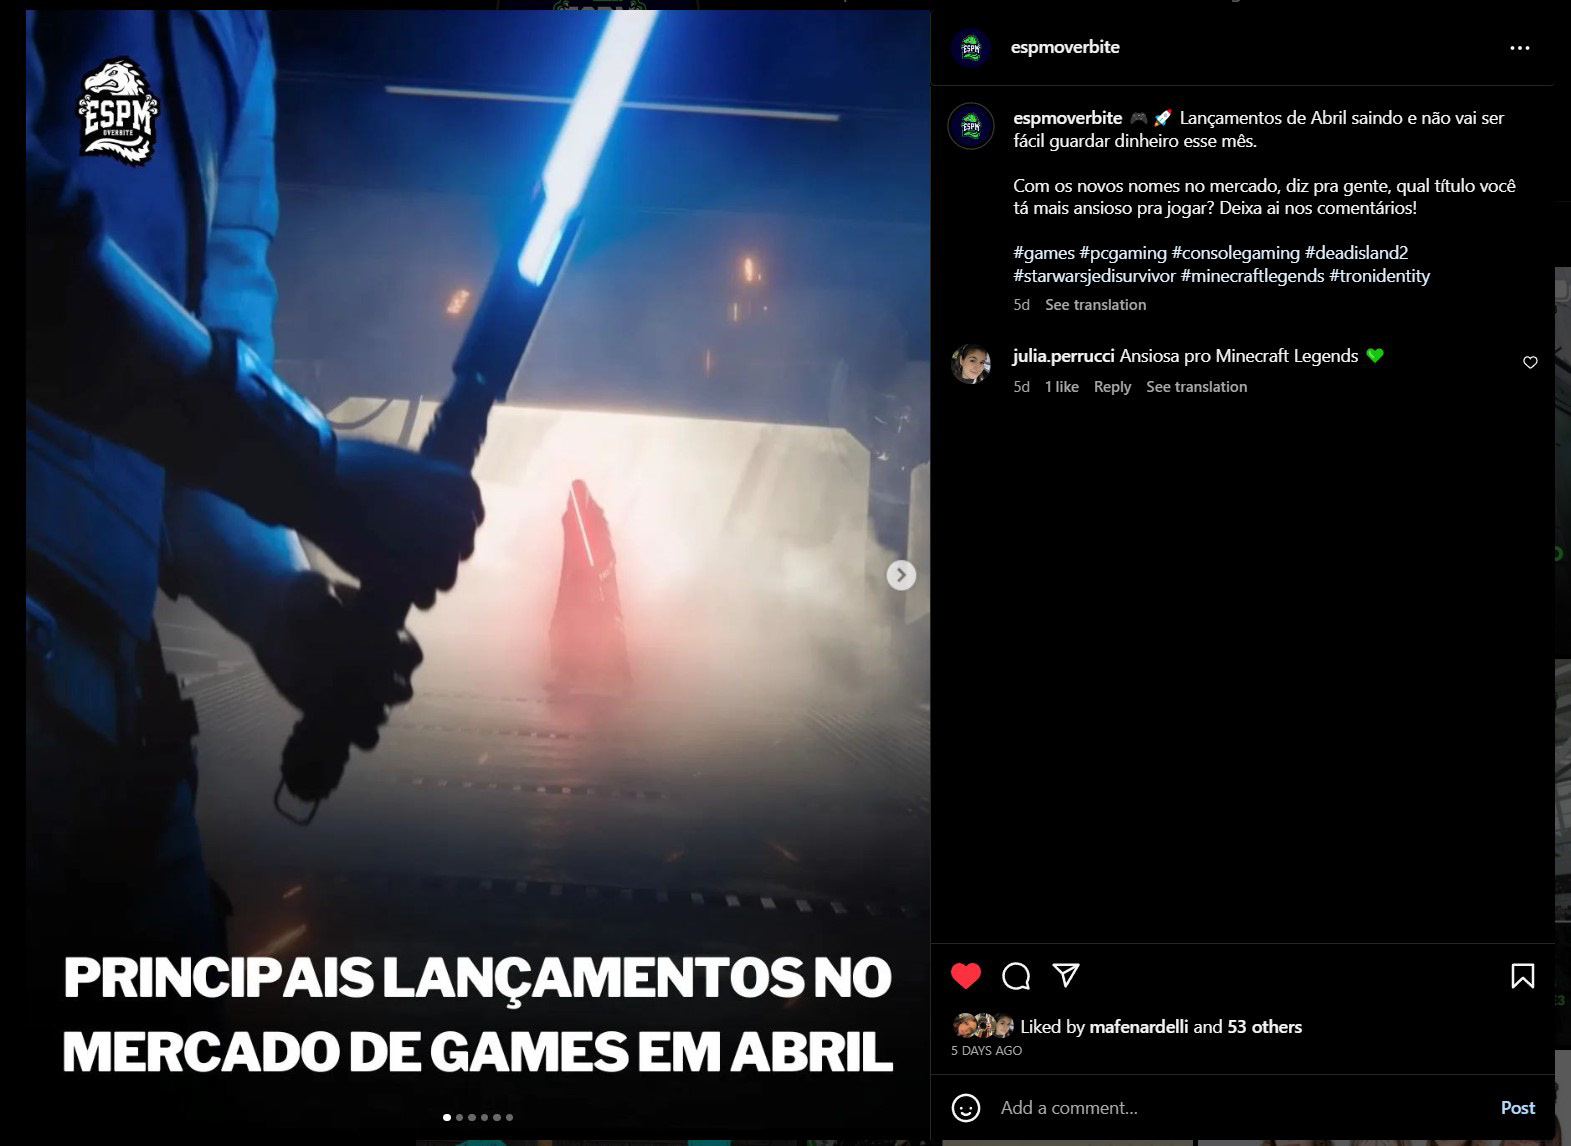 ESPM
OVERBITE
PRINCIPAIS LANÇAMENTOS NO
MERCADO DE GAMES EM ABRIL
espmoverbite
espmoverbite 🎮 🚀 Lançamentos de Abril saindo e não vai ser
fácil guardar dinheiro esse mês.
Com os novos nomes no mercado, diz pra gente, qual título você
tá mais ansioso pra jogar? Deixa ai nos comentários!
#games #pcgaming #consolegaming #deadisland2
#starwarsjedisurvivor #minecraftlegends #tronidentity
5d See translation
julia.perrucci Ansiosa pro Minecraft Legends 💚
5d 1 like Reply See translation
Liked by mafenardelli and 53 others
5 DAYS AGO
Add a comment...
Post